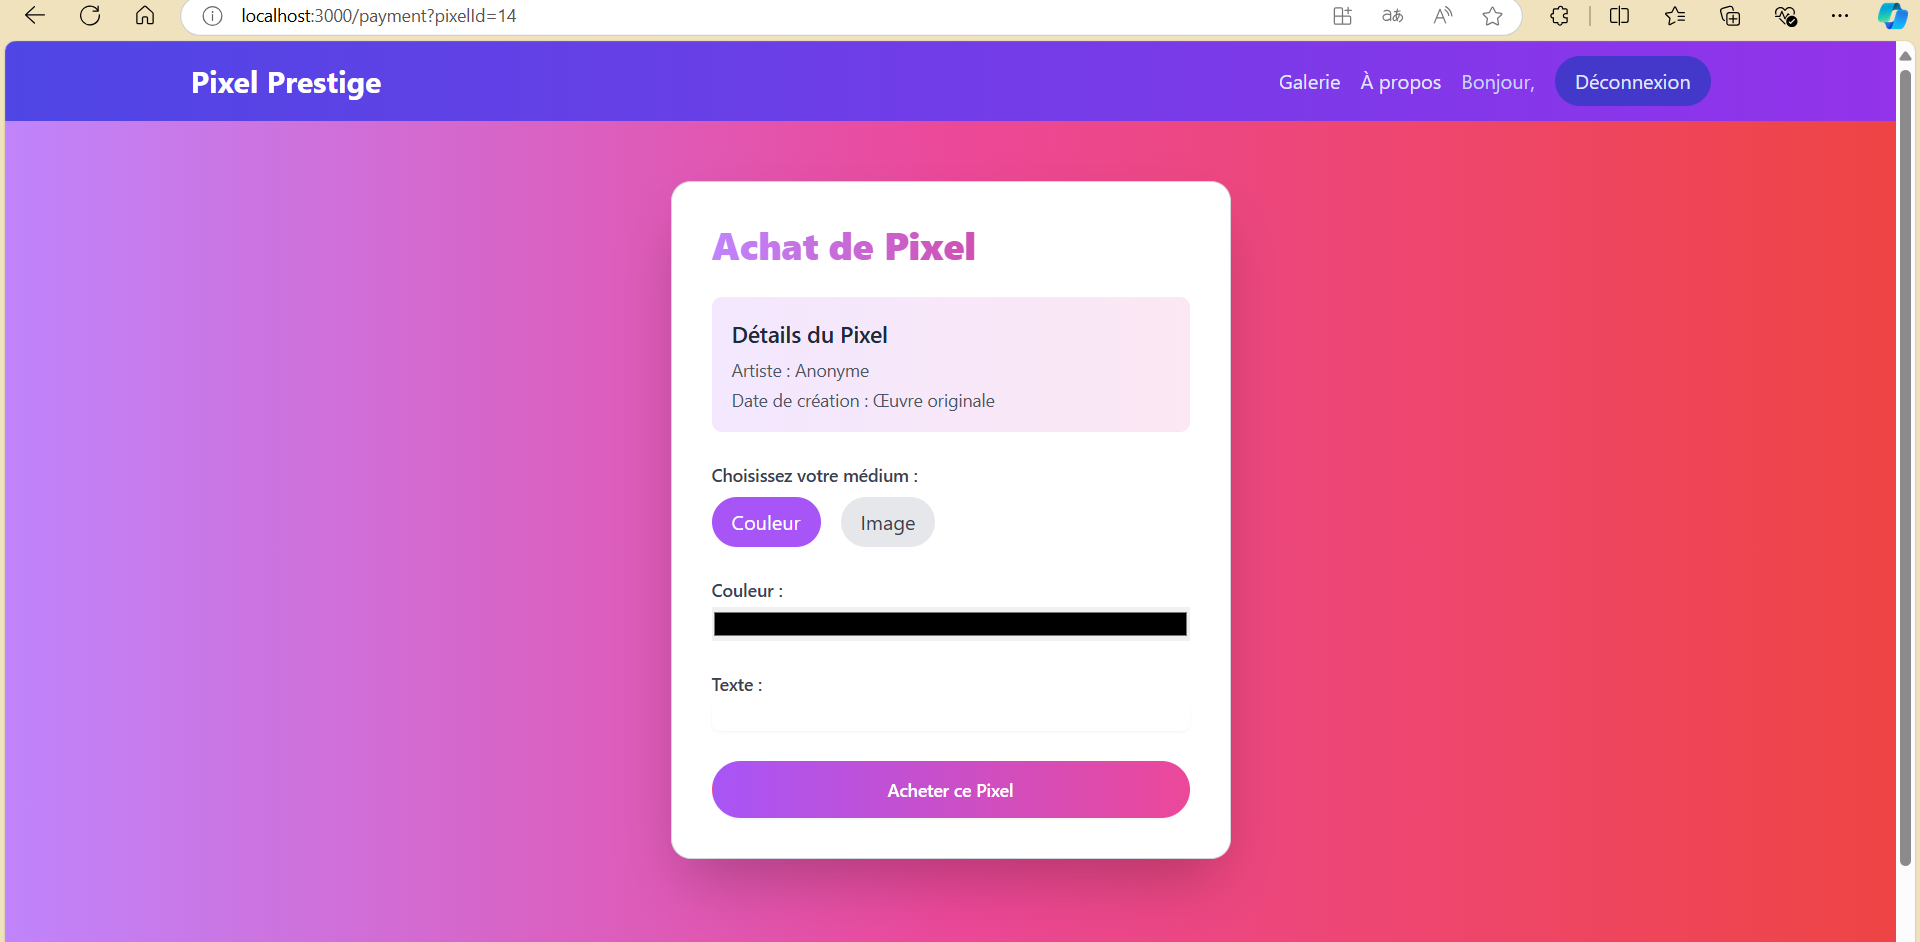 localhost:3000/payment?pixelId=14
Pixel Prestige
Galerie À propos Bonjour, Déconnexion
Achat de Pixel
Détails du Pixel
Artiste : Anonyme
Date de création : Œuvre originale
Choisissez votre médium :
Couleur Image
Couleur :
Texte :
Acheter ce Pixel